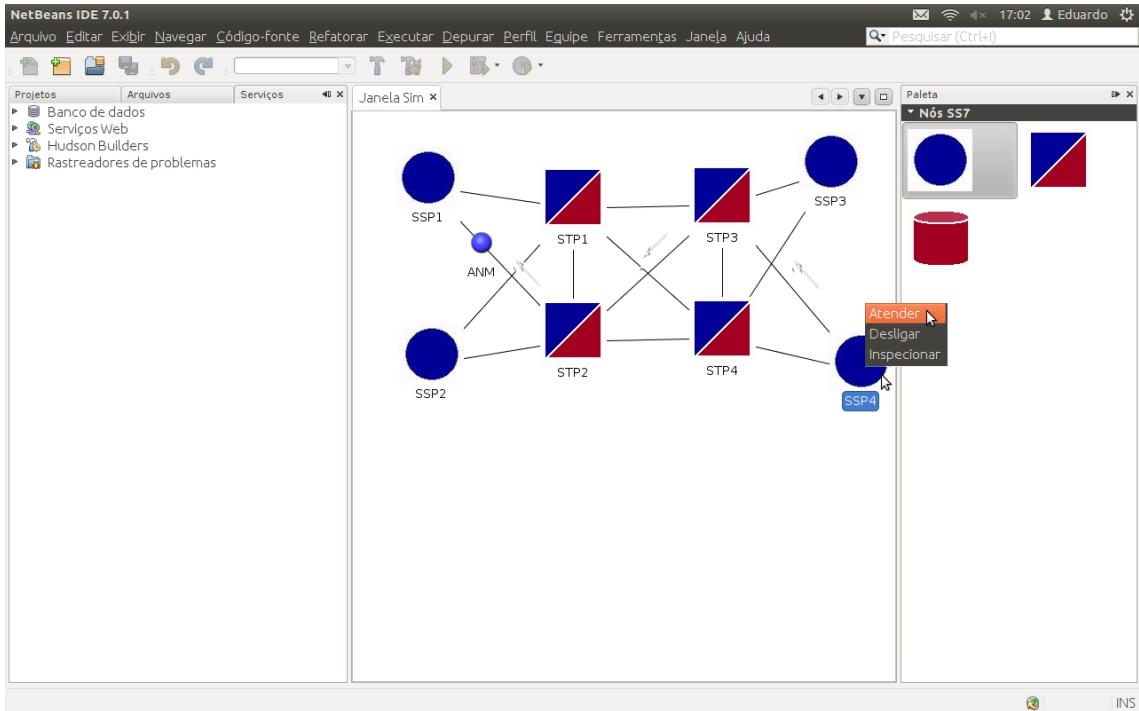 NetBeans IDE 7.0.1
17:02 Eduardo
Arquivo Editar Exibir Navegar Código-fonte Refatorar Executar Depurar Perfil Equipe Ferramentas Janela Ajuda
Pesquisar (Ctrl+I)
Projetos Arquivos Serviços
Banco de dados
Serviços Web
Hudson Builders
Rastreadores de problemas
Janela Sim
Paleta
Nós SS7
SSP1
STP1
STP3
SSP3
ANM
SSP2
STP2
STP4
SSP4
Atender
Desligar
Inspecionar
INS